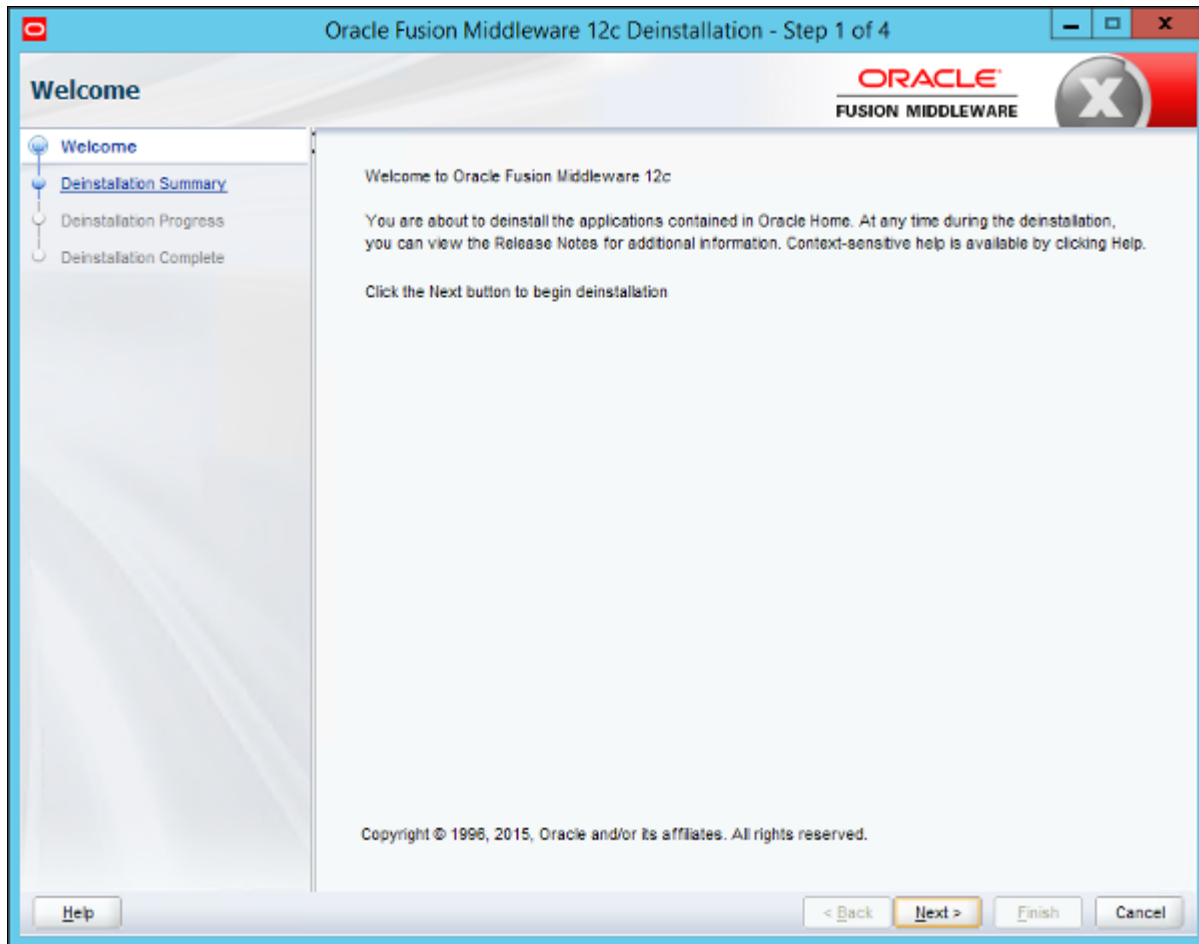 Oracle Fusion Middleware 12c Deinstallation - Step 1 of 4
Welcome
ORACLE
FUSION MIDDLEWARE
Welcome
Deinstallation Summary
Deinstallation Progress
Deinstallation Complete
Welcome to Oracle Fusion Middleware 12c
You are about to deinstall the applications contained in Oracle Home. At any time during the deinstallation,
you can view the Release Notes for additional information. Context-sensitive help is available by clicking Help.
Click the Next button to begin deinstallation
Copyright © 1996, 2015, Oracle and/or its affiliates. All rights reserved.
Help
< Back
Next >
Finish
Cancel